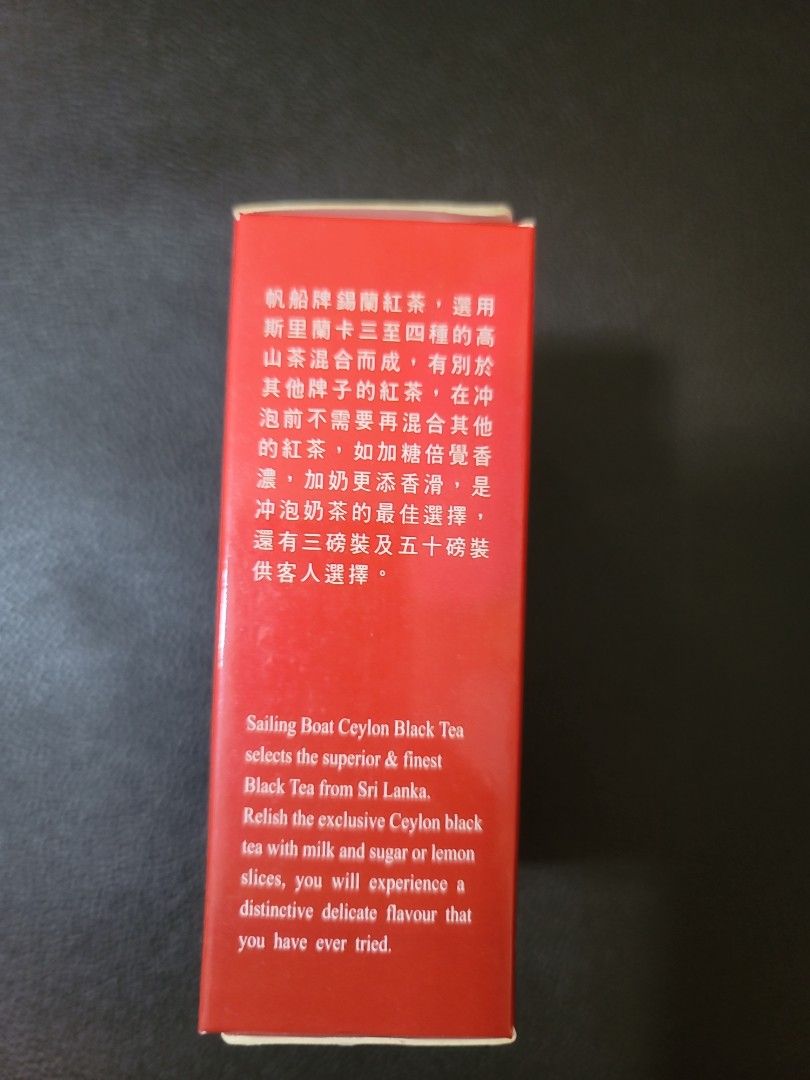 帆船牌錫蘭紅茶，選用
斯里蘭卡三至四種的高
山茶混合而成，有別於
其他牌子的紅茶，在冲
泡前不需要再混合其他
的紅茶，如加糖倍覺香
濃，加奶更添香滑，是
冲泡奶茶的最佳選擇，
還有三磅裝及五十磅裝
供客人選擇。
Sailing Boat Ceylon Black Tea
selects the superior & finest
Black Tea from Sri Lanka.
Relish the exclusive Ceylon black
tea with milk and sugar or lemon
slices, you will experience a
distinctive delicate flavour that
you have ever tried.